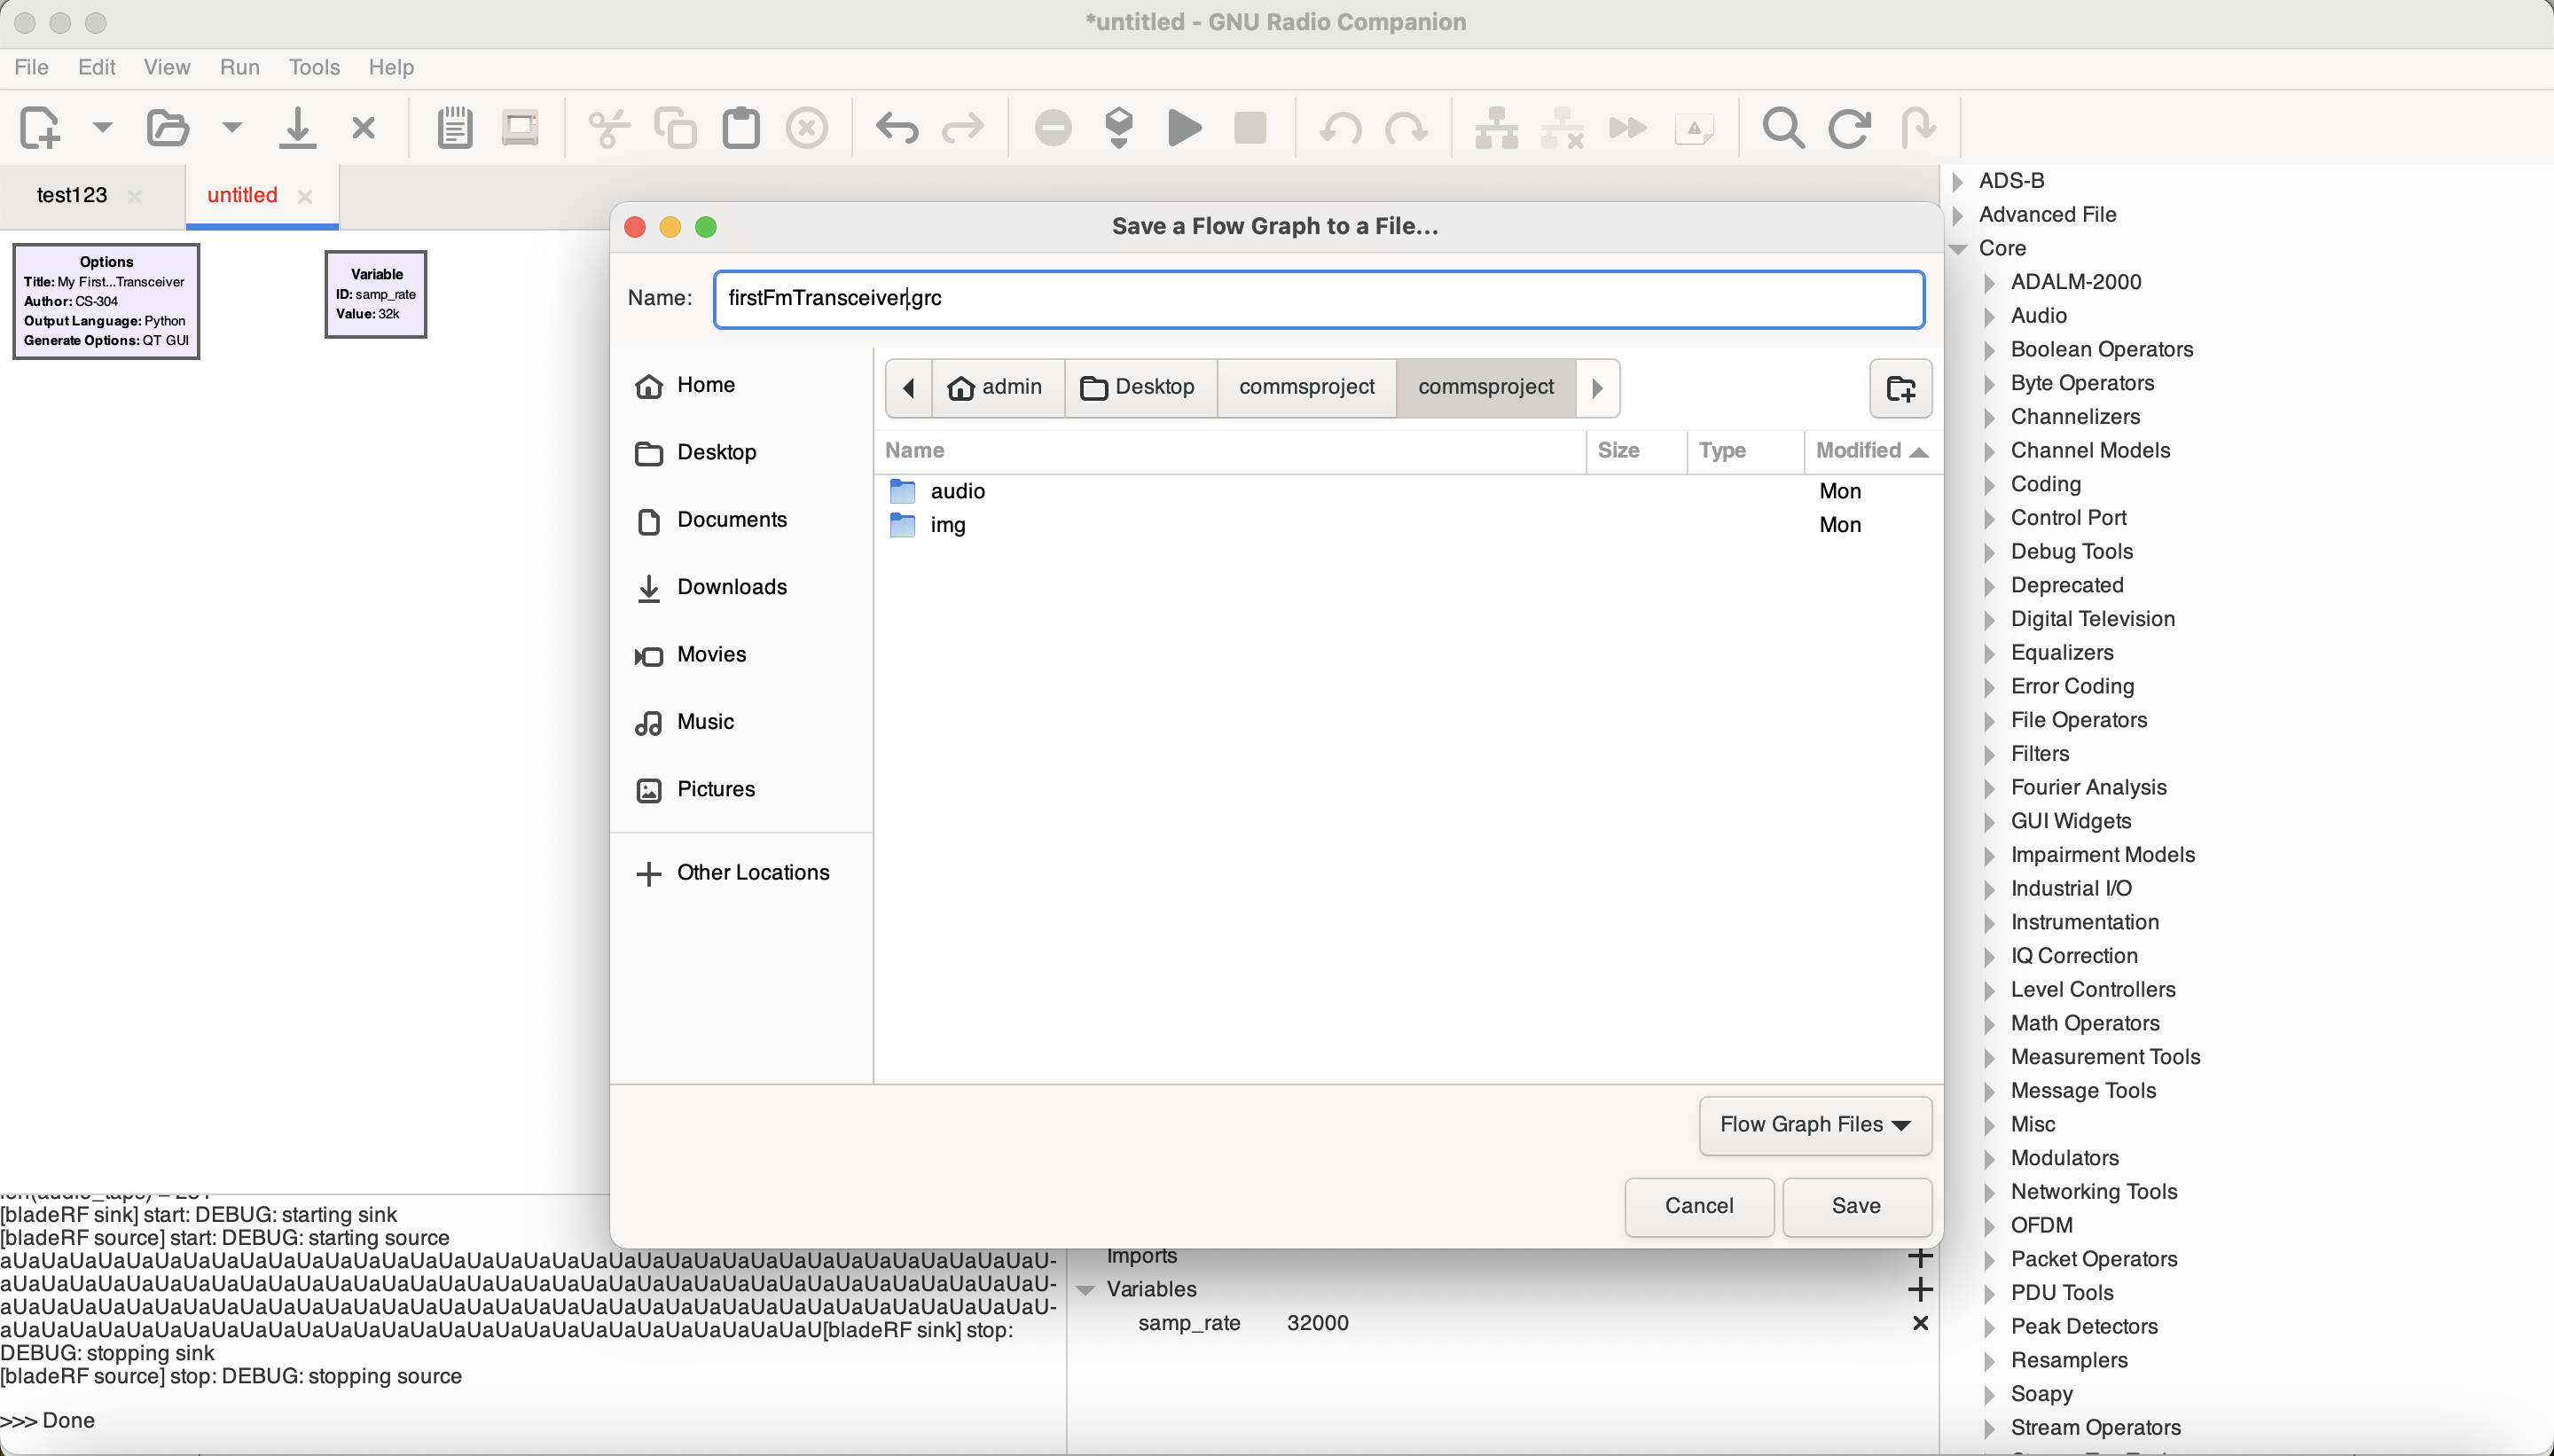 *untitled - GNU Radio Companion
File Edit View Run Tools Help
test123
untitled
Options
Title: My First...Transceiver
Author: CS-304
Output Language: Python
Generate Options: QT GUI
Variable
ID: samp_rate
Value: 32k
Save a Flow Graph to a File...
Name: firstFmTransceiver.grc
Home
Desktop
Documents
Downloads
Movies
Music
Pictures
Other Locations
admin Desktop commsproject commsproject
Name Size Type Modified
audio Mon
img Mon
Flow Graph Files
Cancel Save
[bladeRF sink] start: DEBUG: starting sink
[bladeRF source] start: DEBUG: starting source
aUaUaUaUaUaUaUaUaUaUaUaUaUaUaUaUaUaUaUaUaUaUaUaUaUaUaUaUaUaUaUaUaUaUaUaUaU-
aUaUaUaUaUaUaUaUaUaUaUaUaUaUaUaUaUaUaUaUaUaUaUaUaUaUaUaUaUaUaUaUaUaUaUaUaU-
aUaUaUaUaUaUaUaUaUaUaUaUaUaUaUaUaUaUaUaUaUaUaUaUaUaUaUaUaUaUaUaUaUaUaUaUaU-
aUaUaUaUaUaUaUaUaUaUaUaUaUaUaUaUaUaUaUaUaUaUaUaUaUaUaUaUaU[bladeRF sink] stop:
DEBUG: stopping sink
[bladeRF source] stop: DEBUG: stopping source
>>> Done
Imports
Variables
samp_rate 32000
ADS-B
Advanced File
Core
ADALM-2000
Audio
Boolean Operators
Byte Operators
Channelizers
Channel Models
Coding
Control Port
Debug Tools
Deprecated
Digital Television
Equalizers
Error Coding
File Operators
Filters
Fourier Analysis
GUI Widgets
Impairment Models
Industrial I/O
Instrumentation
IQ Correction
Level Controllers
Math Operators
Measurement Tools
Message Tools
Misc
Modulators
Networking Tools
OFDM
Packet Operators
PDU Tools
Peak Detectors
Resamplers
Soapy
Stream Operators